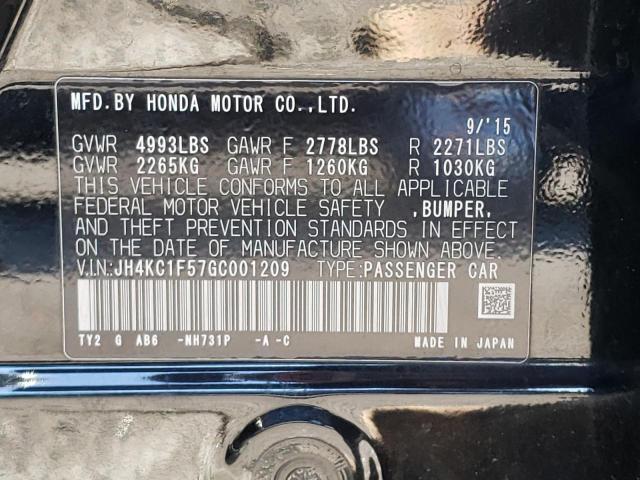 MFD.BY HONDA MOTOR CO.,LTD.
9/'15
GVWR 4993LBS GAWR F 2778LBS R 2271LBS
GVWR 2265KG GAWR F 1260KG R 1030KG
THIS VEHICLE CONFORMS TO ALL APPLICABLE
FEDERAL MOTOR VEHICLE SAFETY ,BUMPER,
AND THEFT PREVENTION STANDARDS IN EFFECT
ON THE DATE OF MANUFACTURE SHOWN ABOVE.
V.I.N:JH4KC1F57GC001209 TYPE:PASSENGER CAR
TY2 G AB6 -NH731P -A -C MADE IN JAPAN